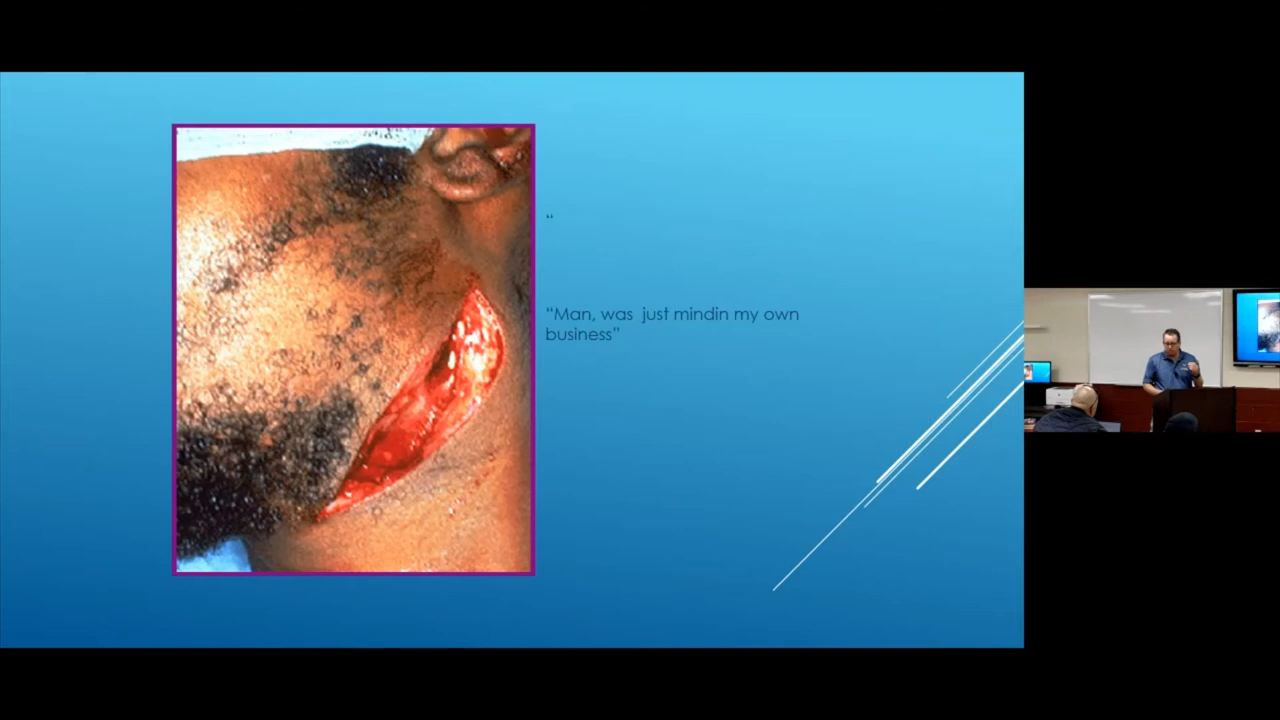 “
“Man, was  just mindin my own
business”